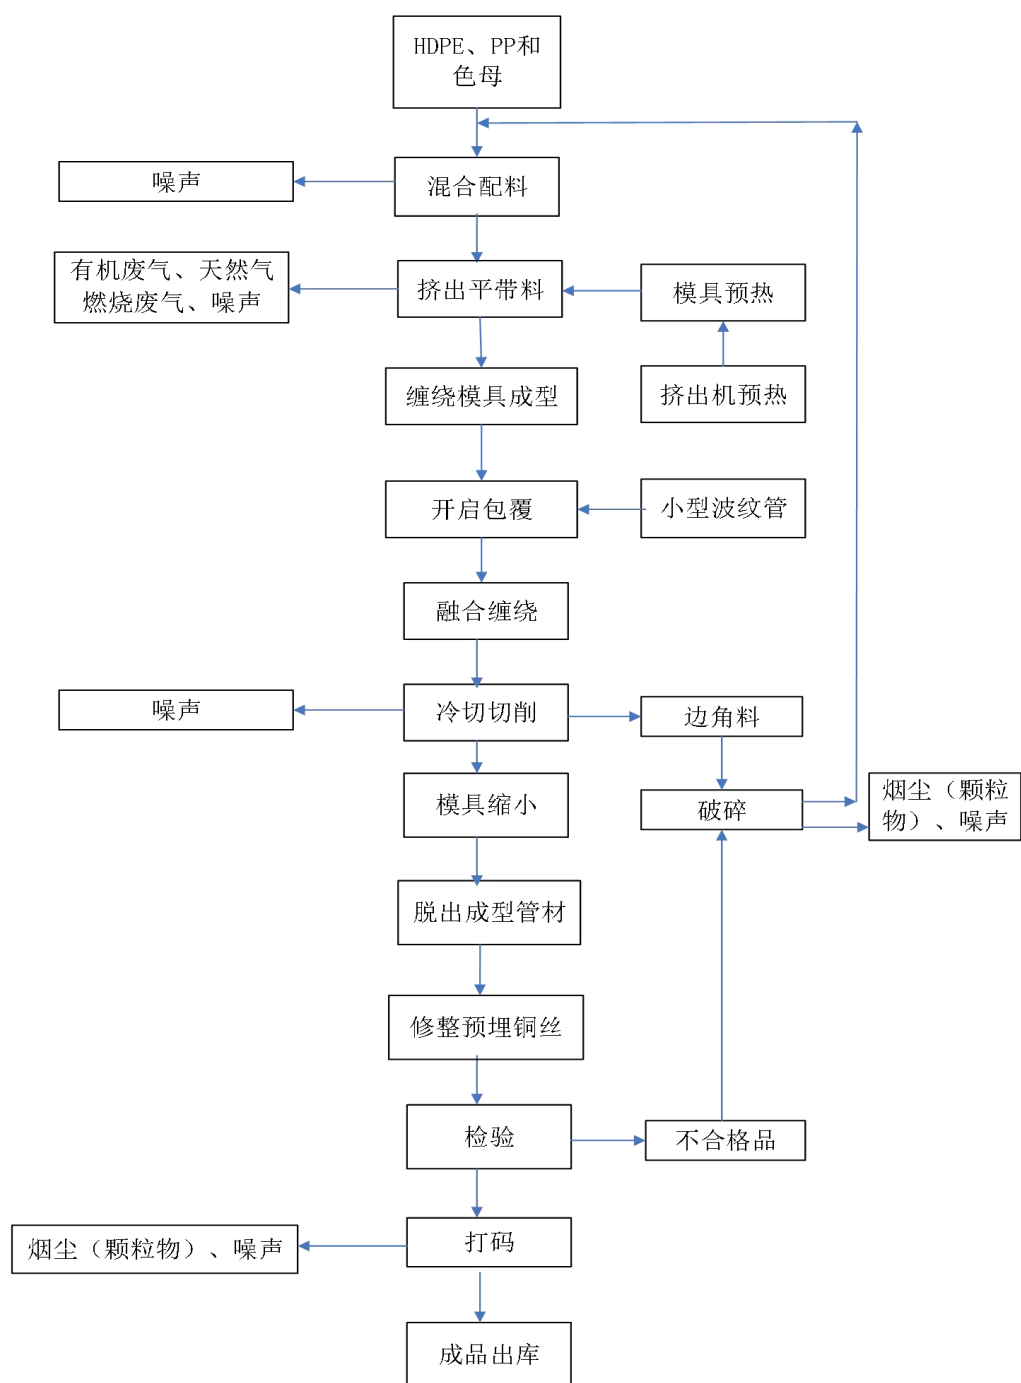 HDPE、PP和
色母
噪声
混合配料
有机废气、天然气
燃烧废气、噪声
挤出平带料
模具预热
缠绕模具成型
挤出机预热
开启包覆
小型波纹管
融合缠绕
噪声
冷切切削
边角料
模具缩小
破碎
烟尘（颗粒
物）、噪声
脱出成型管材
修整预埋铜丝
检验
不合格品
烟尘（颗粒物）、噪声
打码
成品出库